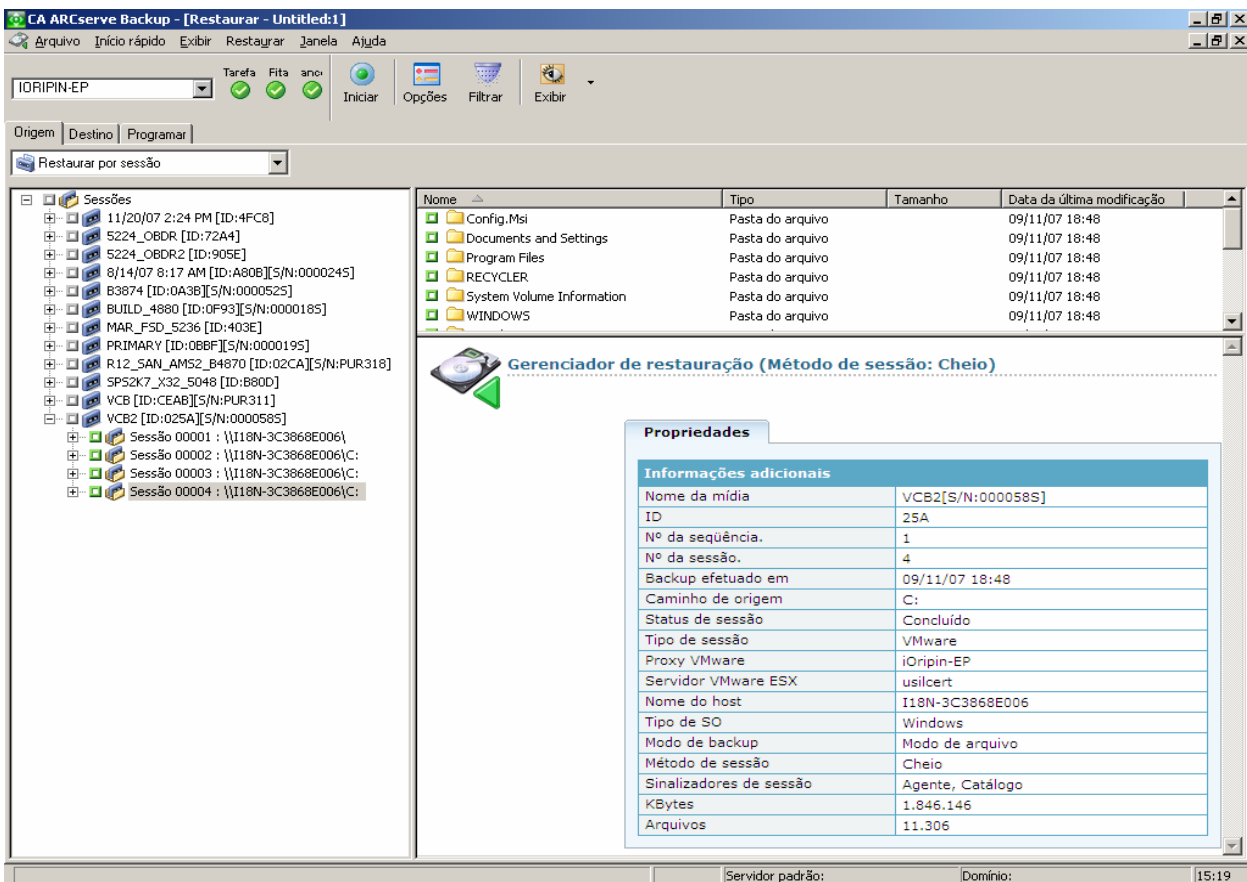 CA ARCserve Backup - [Restaurar - Untitled:1]
Arquivo Início rápido Exibir Restaurar Janela Ajuda
IORIPIN-EP
Tarefa Fita anc
Iniciar Opções Filtrar Exibir
Origem Destino Programar
Restaurar por sessão
Sessões
11/20/07 2:24 PM [ID:4FC8]
5224_OBDR [ID:72A4]
5224_OBDR2 [ID:905E]
8/14/07 8:17 AM [ID:A80B][S/N:000024S]
B3874 [ID:0A3B][S/N:000052S]
BUILD_4880 [ID:0F93][S/N:000018S]
MAR_FSD_5236 [ID:403E]
PRIMARY [ID:0BBF][S/N:000019S]
R12_SAN_AMS2_B4870 [ID:02CA][S/N:PUR318]
SPS2K7_X32_5048 [ID:B80D]
VCB [ID:CEAB][S/N:PUR311]
VCB2 [ID:025A][S/N:000058S]
Sessão 00001 : \\I18N-3C3868E006\
Sessão 00002 : \\I18N-3C3868E006\C:
Sessão 00003 : \\I18N-3C3868E006\C:
Sessão 00004 : \\I18N-3C3868E006\C:
Nome Tipo Tamanho Data da última modificação
Config.Msi Pasta do arquivo 09/11/07 18:48
Documents and Settings Pasta do arquivo 09/11/07 18:48
Program Files Pasta do arquivo 09/11/07 18:48
RECYCLER Pasta do arquivo 09/11/07 18:48
System Volume Information Pasta do arquivo 09/11/07 18:48
WINDOWS Pasta do arquivo 09/11/07 18:48
Gerenciador de restauração (Método de sessão: Cheio)
Propriedades
Informações adicionais
Nome da mídia VCB2[S/N:000058S]
ID 25A
Nº da seqüência. 1
Nº da sessão. 4
Backup efetuado em 09/11/07 18:48
Caminho de origem C:
Status de sessão Concluído
Tipo de sessão VMware
Proxy VMware iOripin-EP
Servidor VMware ESX usilcert
Nome do host I18N-3C3868E006
Tipo de SO Windows
Modo de backup Modo de arquivo
Método de sessão Cheio
Sinalizadores de sessão Agente, Catálogo
KBytes 1.846.146
Arquivos 11.306
Servidor padrão: Domínio: 15:19